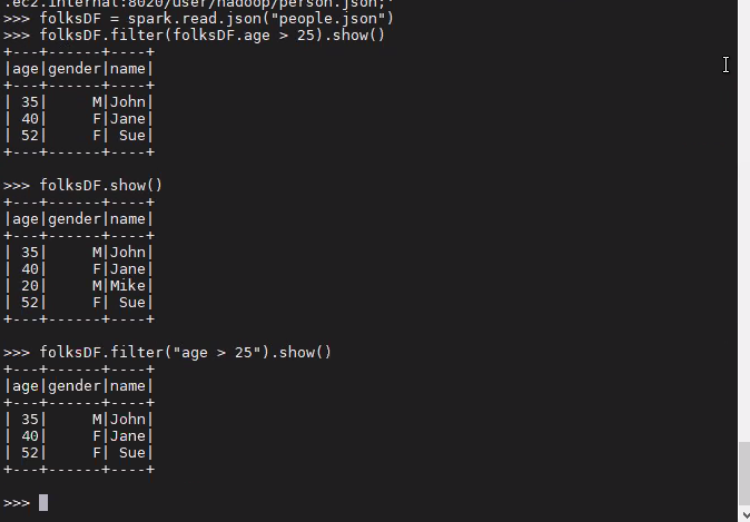 .ec2.internal:8020/user/hadoop/person.json;'
>>> folksDF = spark.read.json("people.json")
>>> folksDF.filter(folksDF.age > 25).show()
+---+------+----+
|age|gender|name|
+---+------+----+
| 35|     M|John|
| 40|     F|Jane|
| 52|     F| Sue|
+---+------+----+
>>> folksDF.show()
+---+------+----+
|age|gender|name|
+---+------+----+
| 35|     M|John|
| 40|     F|Jane|
| 20|     M|Mike|
| 52|     F| Sue|
+---+------+----+
>>> folksDF.filter("age > 25").show()
+---+------+----+
|age|gender|name|
+---+------+----+
| 35|     M|John|
| 40|     F|Jane|
| 52|     F| Sue|
+---+------+----+
>>>